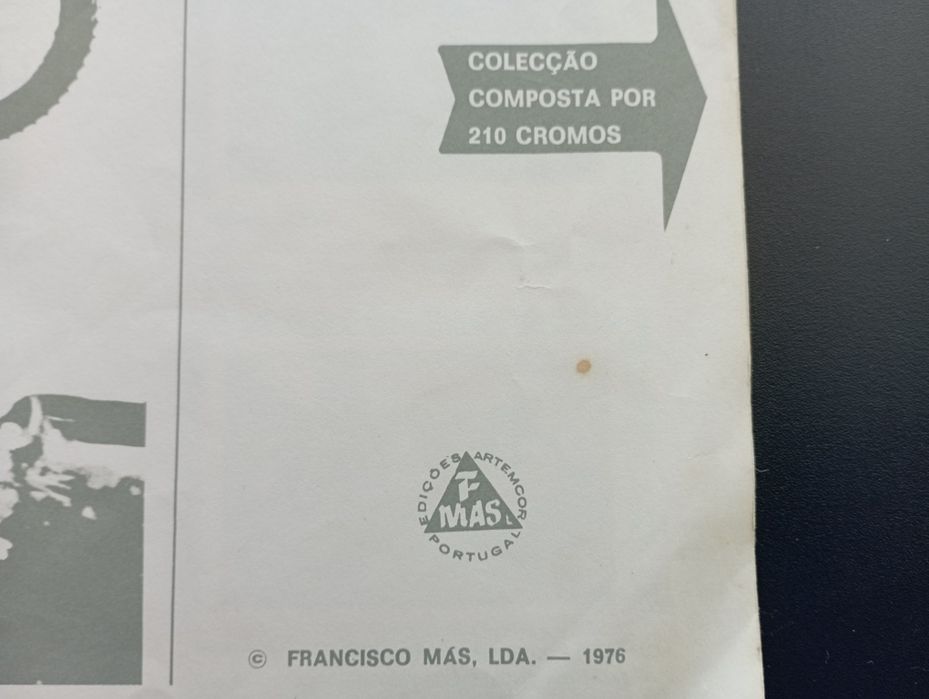 COLECÇÃO
COMPOSTA POR
210 CROMOS
EDIÇÕES ARTEMCOR
F
MÁS L
PORTUGAL
© FRANCISCO MÁS, LDA. — 1976